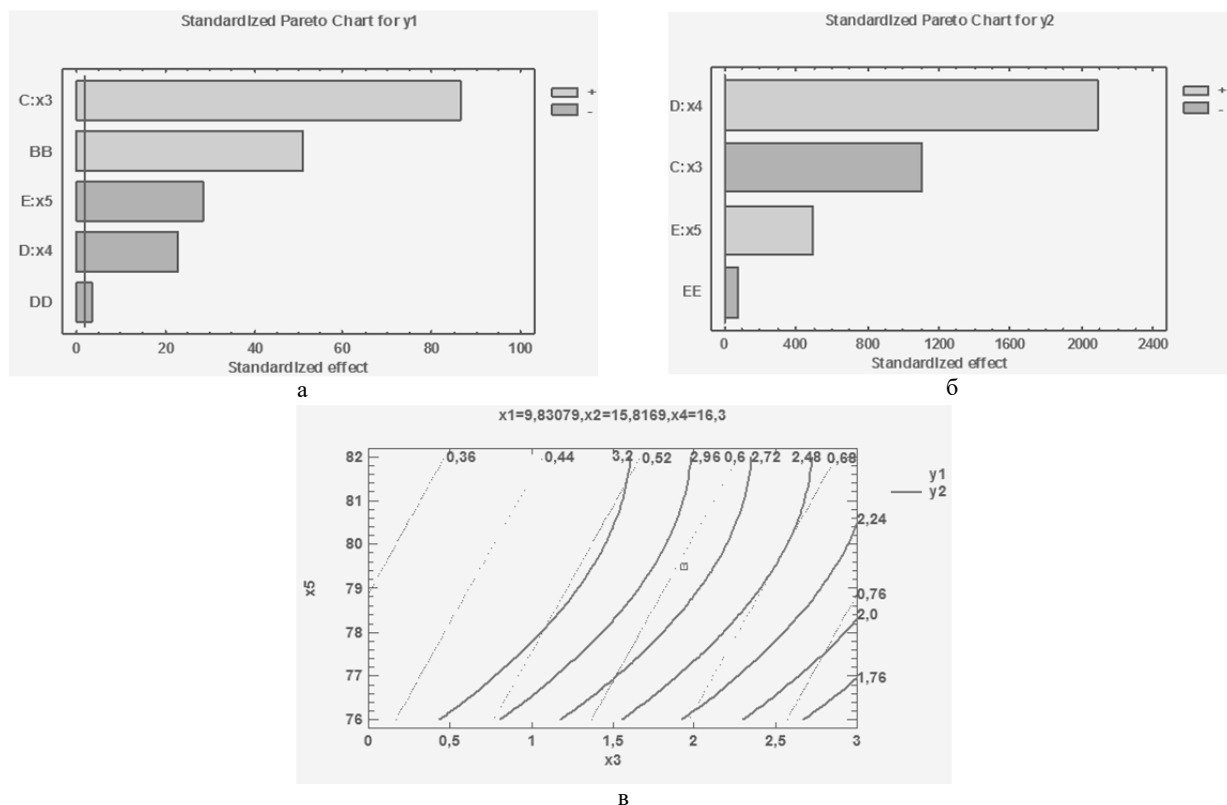 Standardized Pareto Chart for y1
C:x3
BB
E:x5
D:x4
DD
0 20 40 60 80 100
Standardized effect
+
-
а
Standardized Pareto Chart for y2
D:x4
C:x3
E:x5
EE
0 400 800 1200 1600 2000 2400
Standardized effect
+
-
б
x1=9,83079,x2=15,8169,x4=16,3
82
81
80
79
78
77
76
x5
0,36 0,44 3,2 0,52 2,96 0,6 2,72 2,48 0,68
2,24
0,76
2,0
1,76
0 0,5 1 1,5 2 2,5 3
x3
y1
y2
в